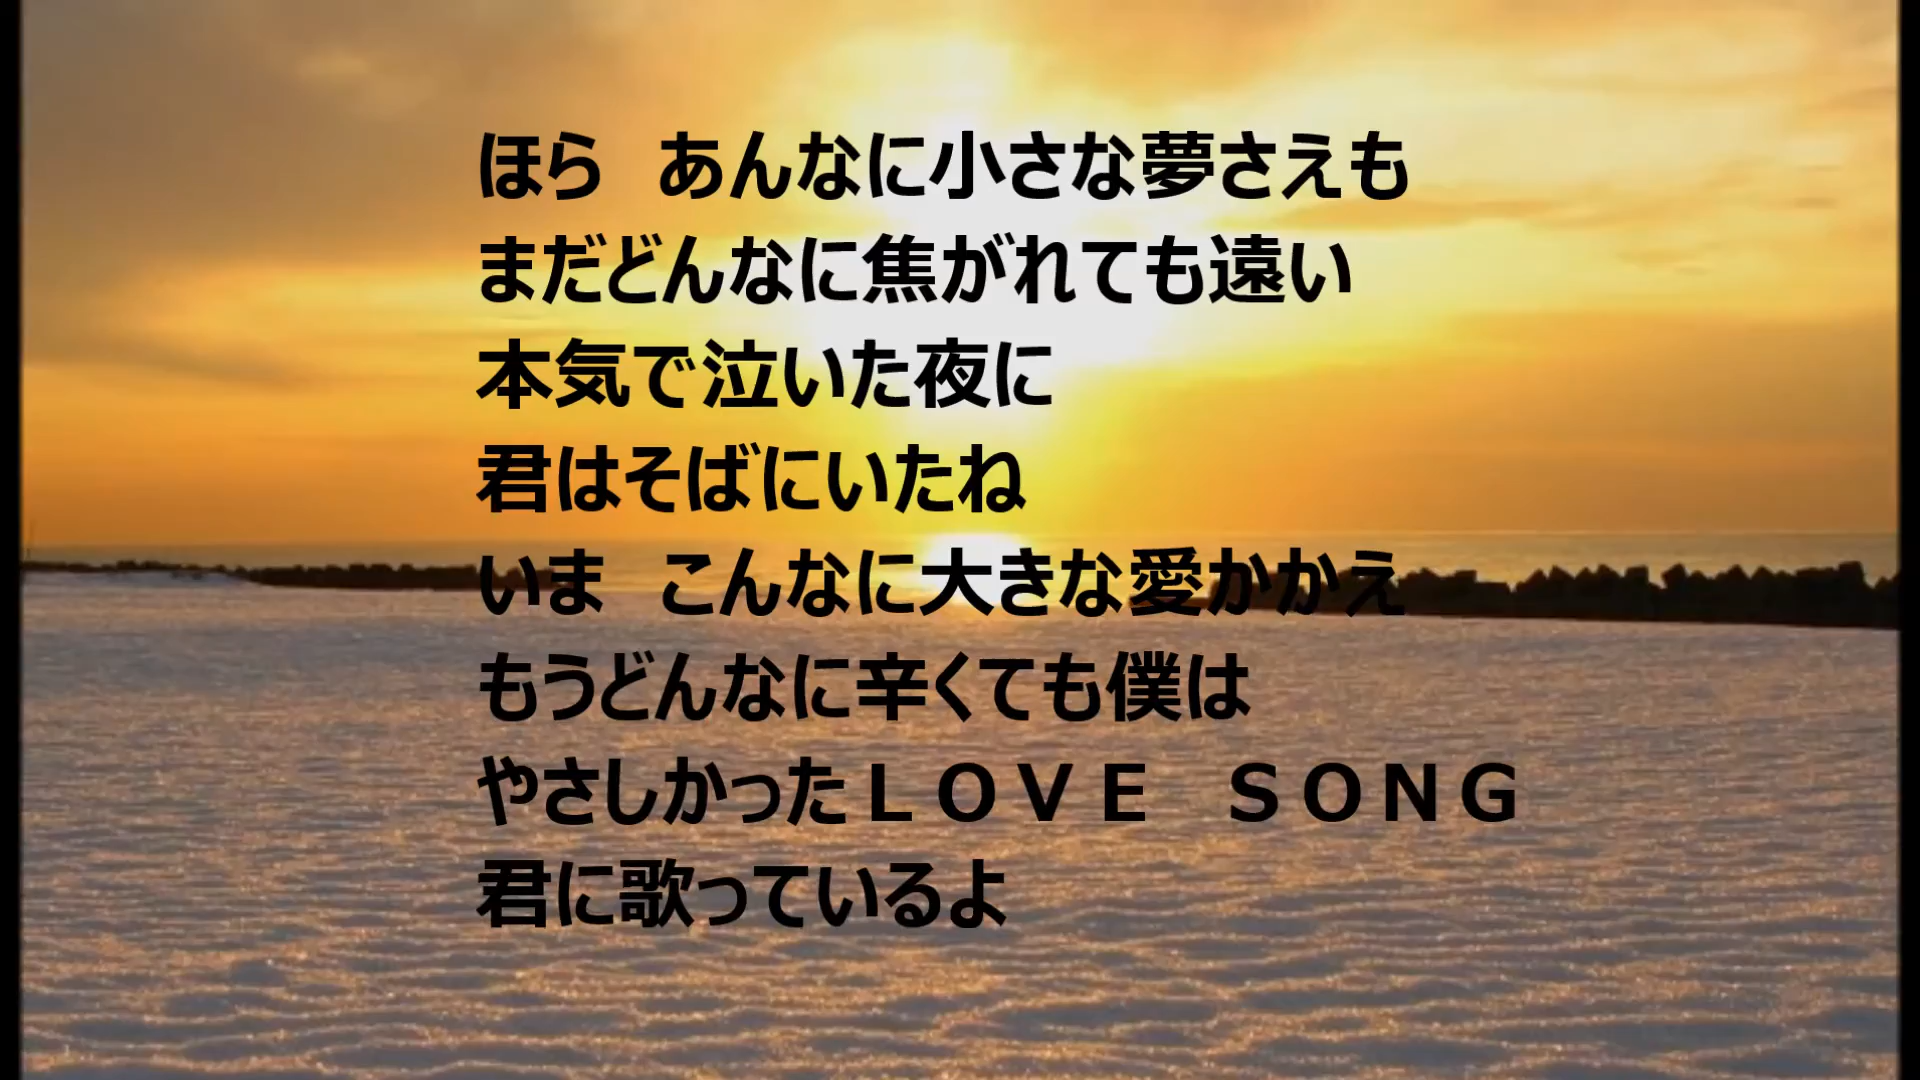 ほら　あんなに小さな夢さえも
まだどんなに焦がれても遠い
本気で泣いた夜に
君はそばにいたね
いま　こんなに大きな愛かかえ
もうどんなに辛くても僕は
やさしかったＬＯＶＥ　ＳＯＮＧ
君に歌っているよ